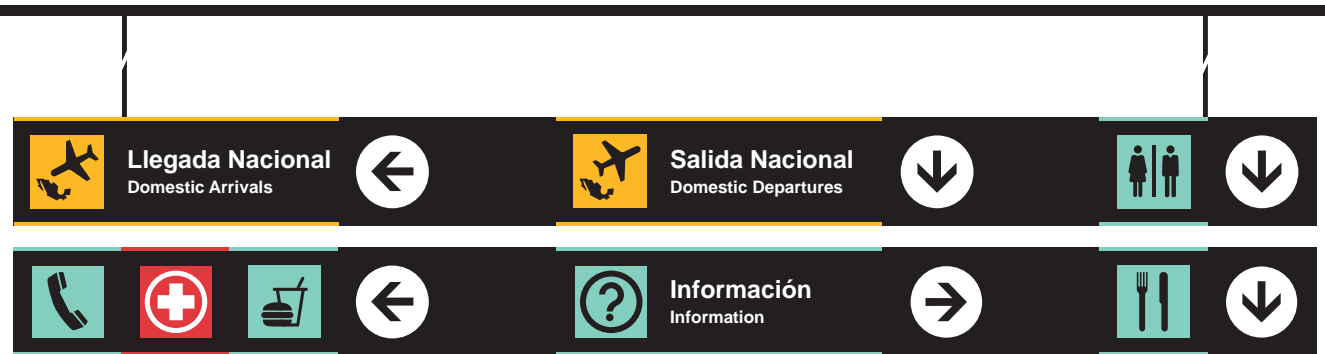 Llegada Nacional
Domestic Arrivals
Salida Nacional
Domestic Departures
Información
Information